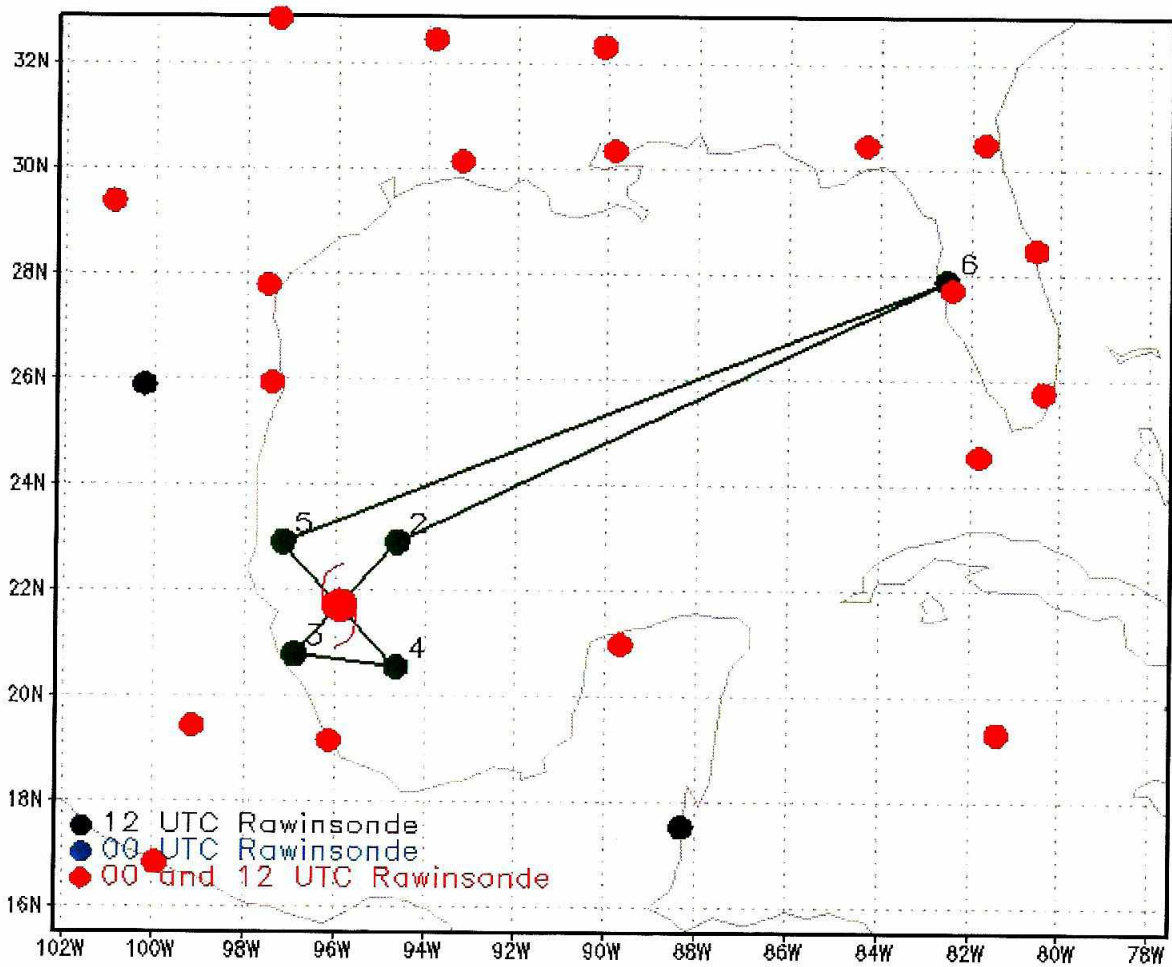 32N
30N
28N
26N
24N
22N
20N
18N
16N
6
5 2
3
4
12 UTC Rawinsonde
00 UTC Rawinsonde
00 and 12 UTC Rawinsonde
102W 100W 98W 96W 94W 92W 90W 88W 86W 84W 82W 80W 78W